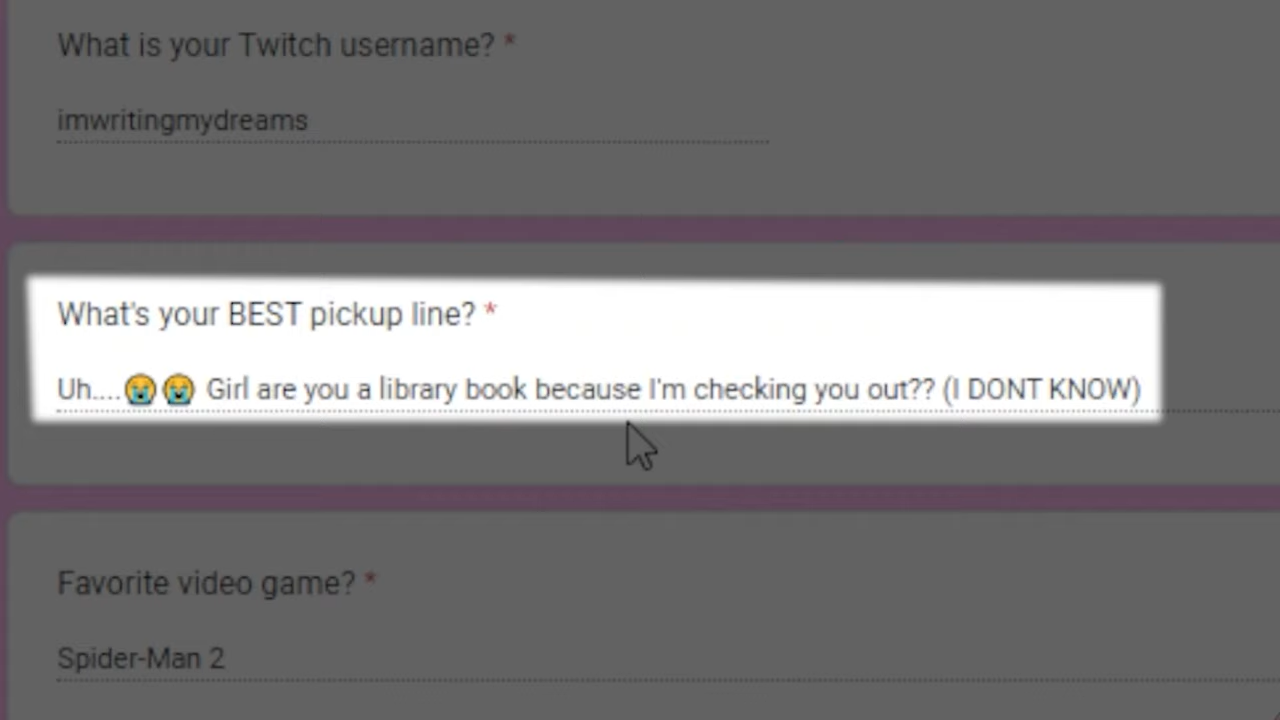 What is your Twitch username? *
imwritingmydreams
What's your BEST pickup line? *
Uh....😭😭 Girl are you a library book because I'm checking you out?? (I DONT KNOW)
Favorite video game? *
Spider-Man 2